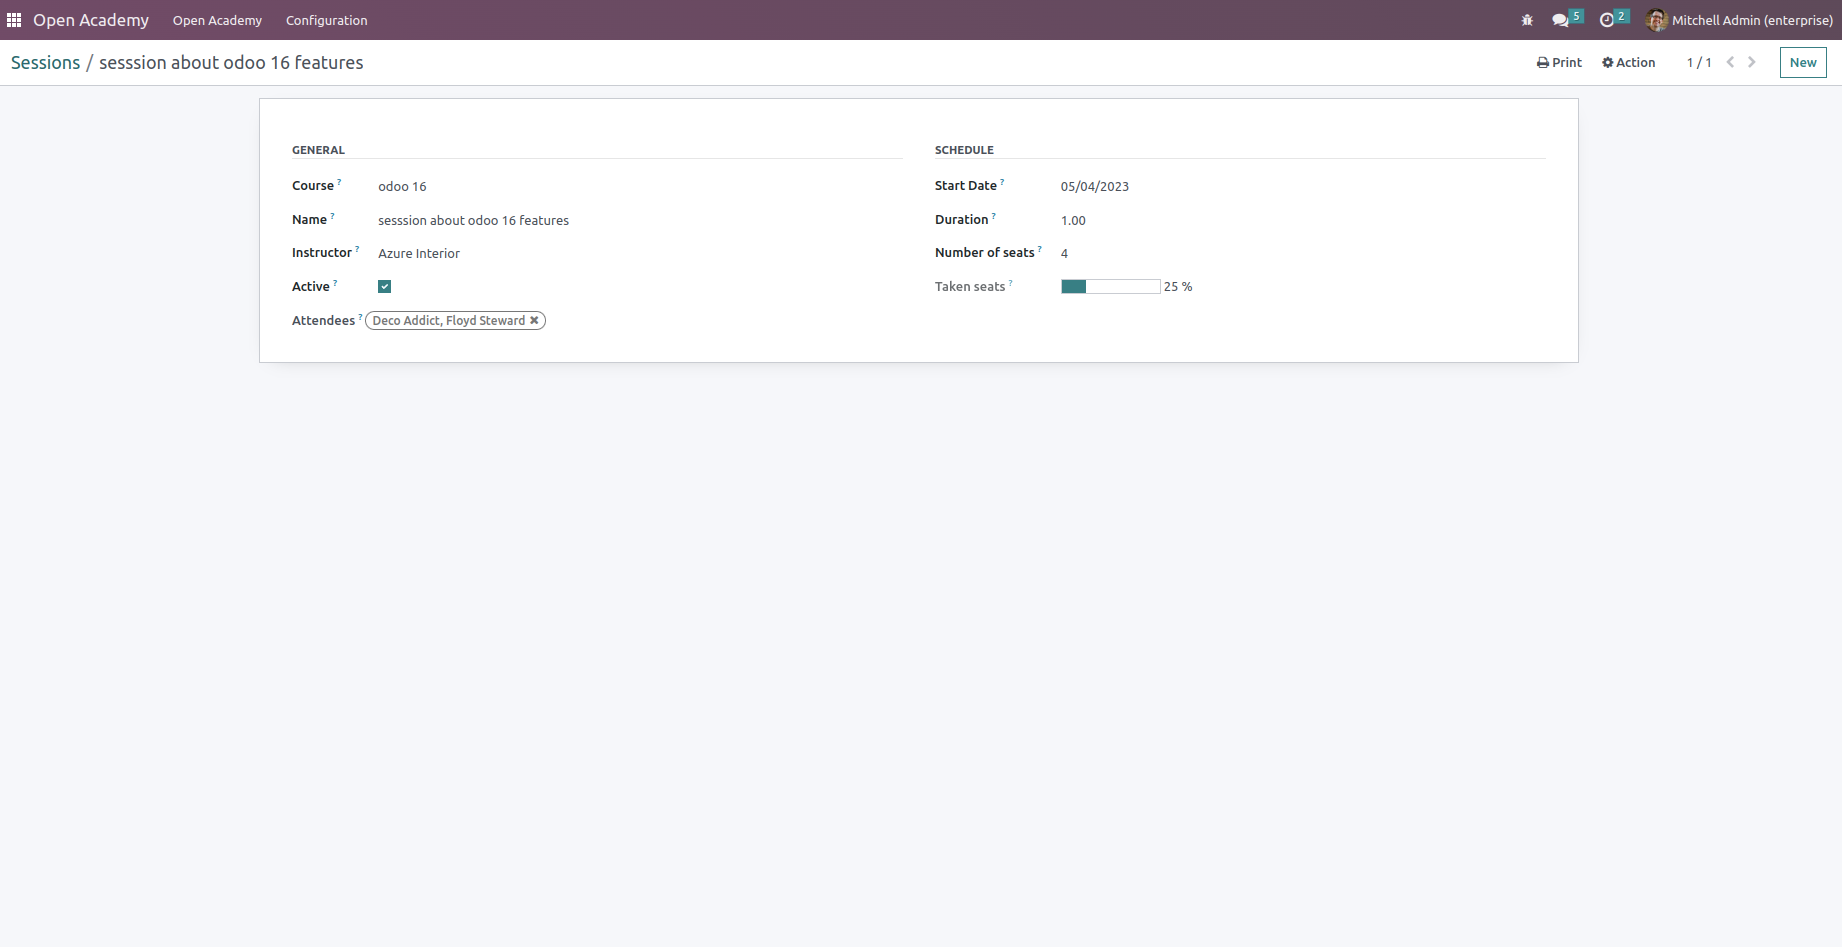 Open Academy Open Academy Configuration 5 2 Mitchell Admin (enterprise)
Sessions / sesssion about odoo 16 features Print Action 1 / 1 New
GENERAL
Course ? odoo 16
Name ? sesssion about odoo 16 features
Instructor ? Azure Interior
Active ?
Attendees ? Deco Addict, Floyd Steward ✖
SCHEDULE
Start Date ? 05/04/2023
Duration ? 1.00
Number of seats ? 4
Taken seats ? 25 %